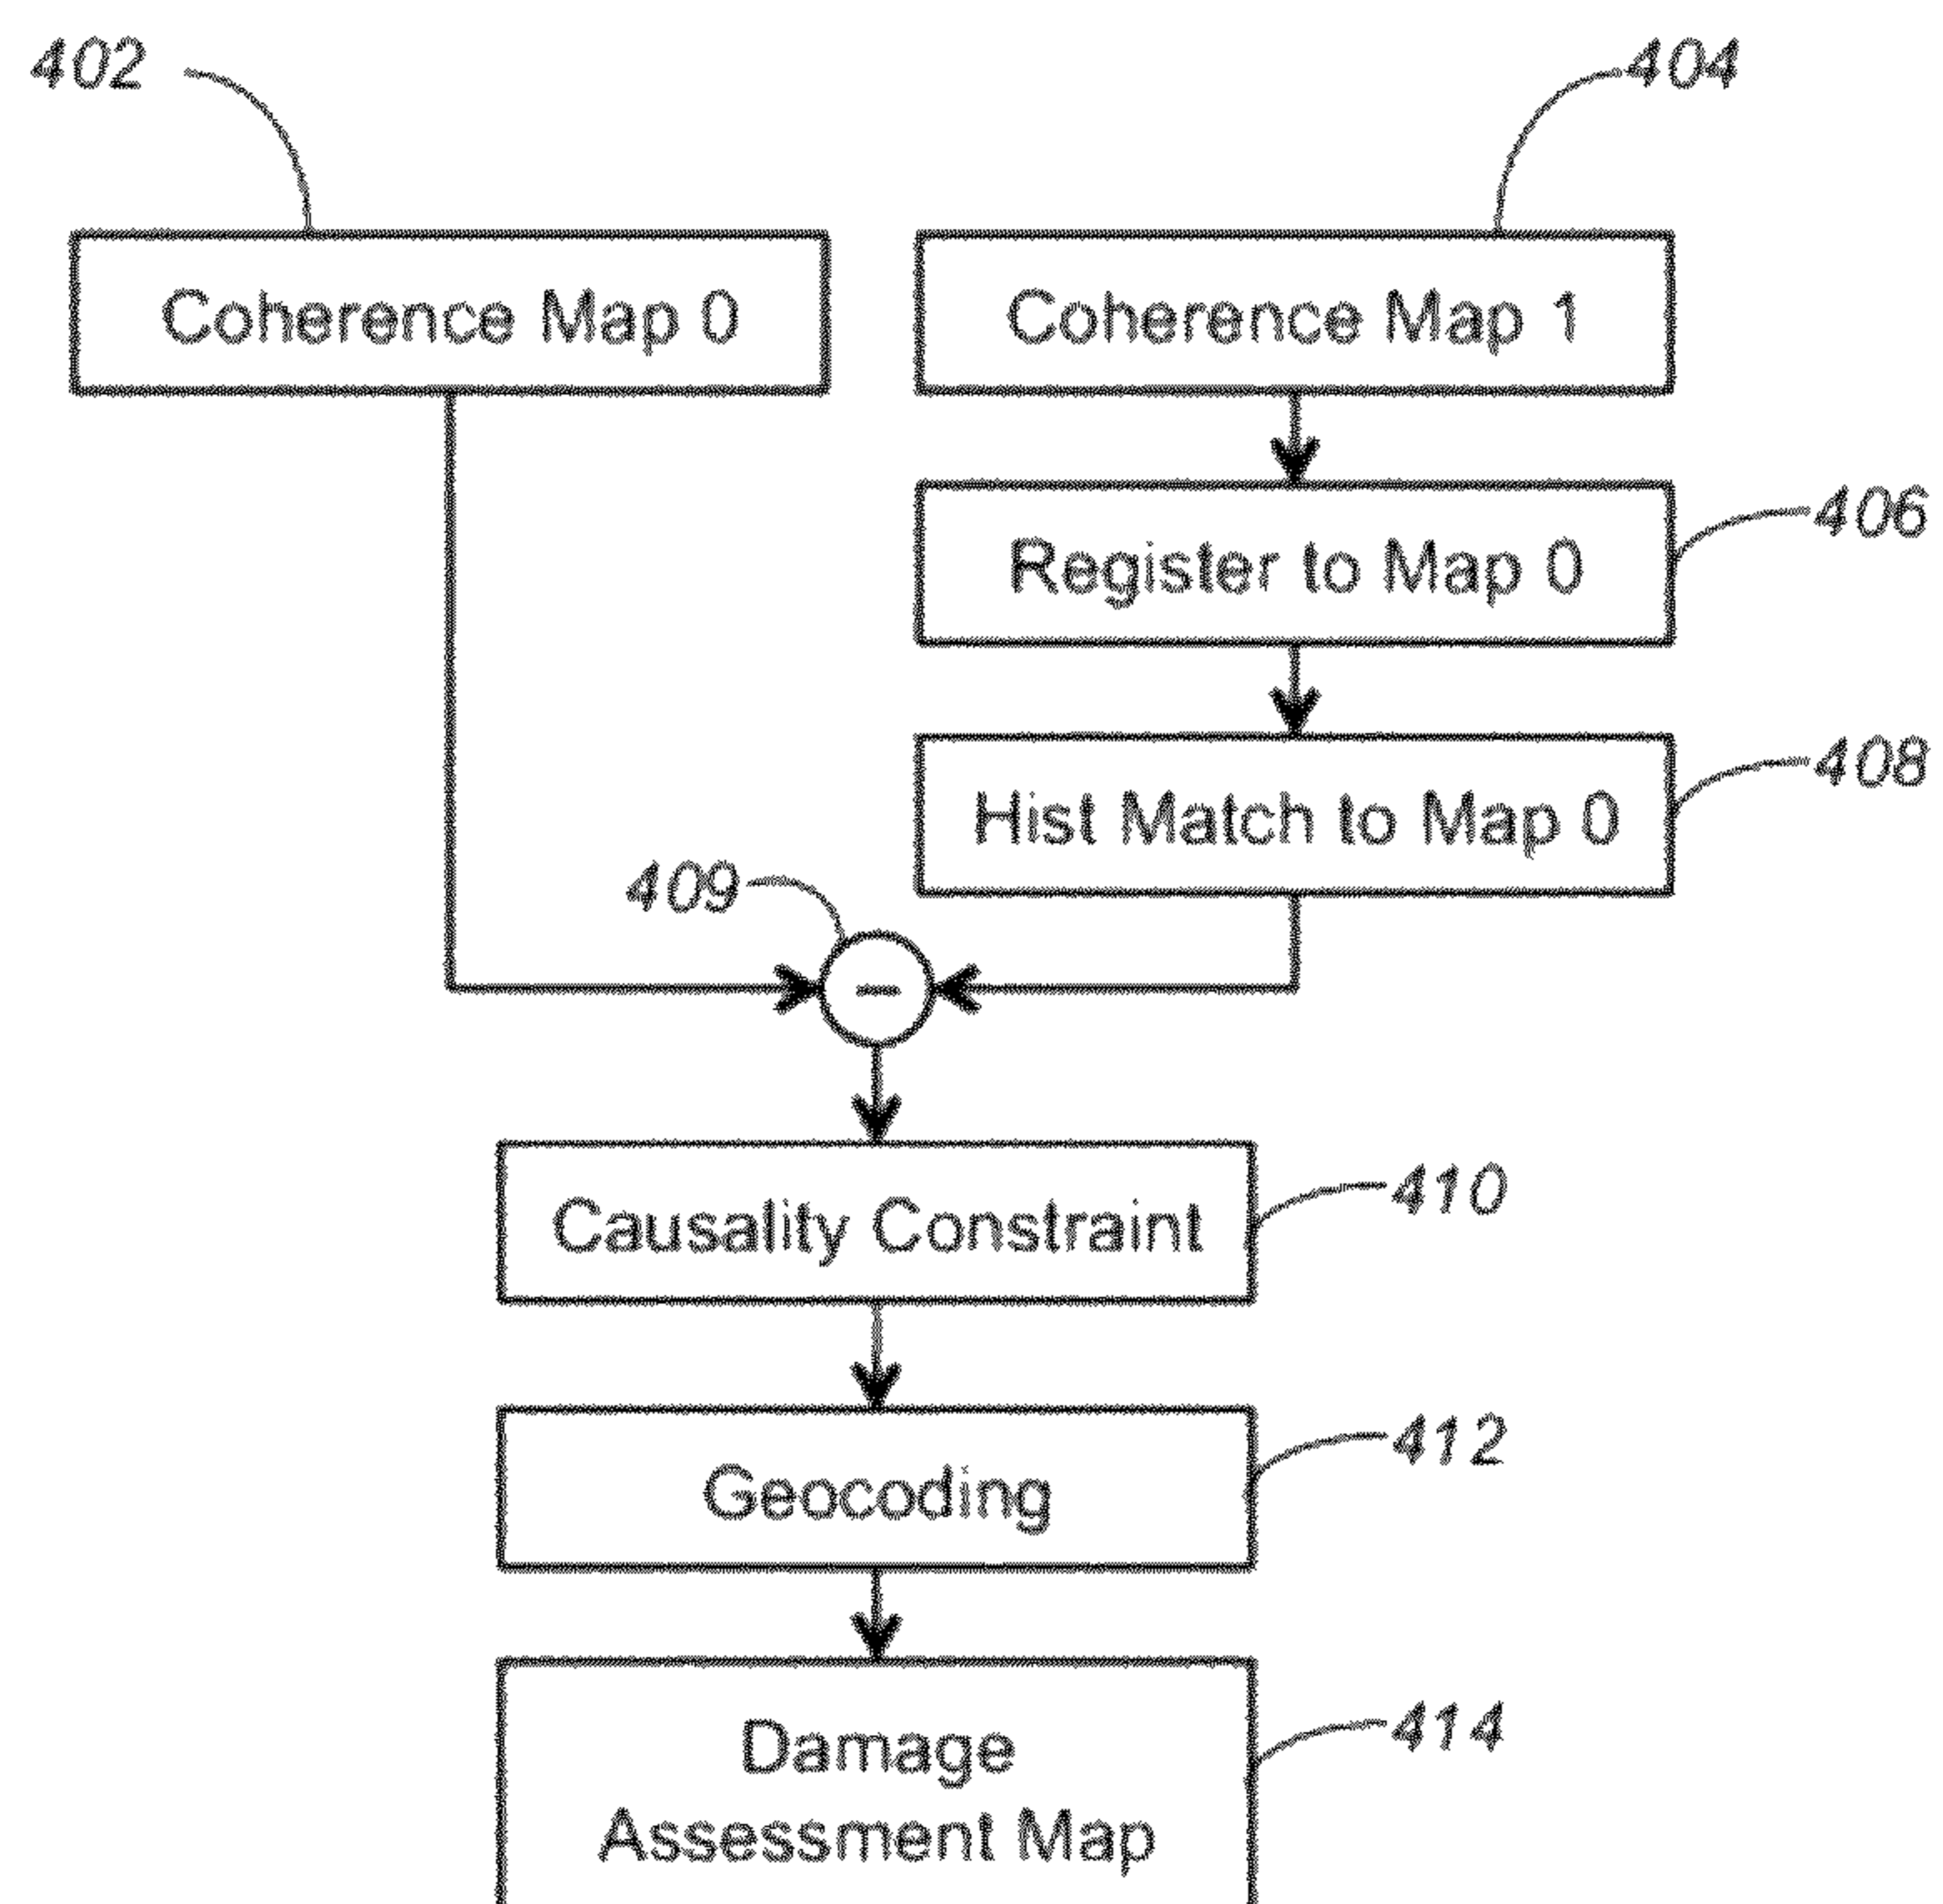 402
404
Coherence Map 0
Coherence Map 1
Register to Map 0
406
Hist Match to Map 0
408
409
-
Causality Constraint
410
Geocoding
412
Damage
Assessment Map
414